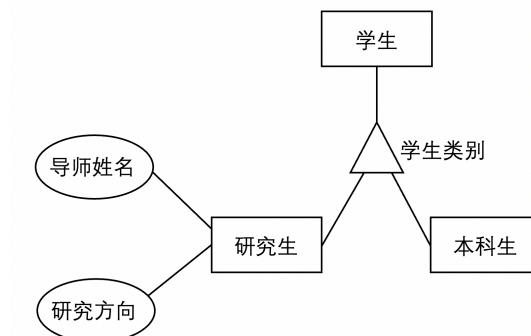 学生
学生类别
导师姓名
研究生
本科生
研究方向